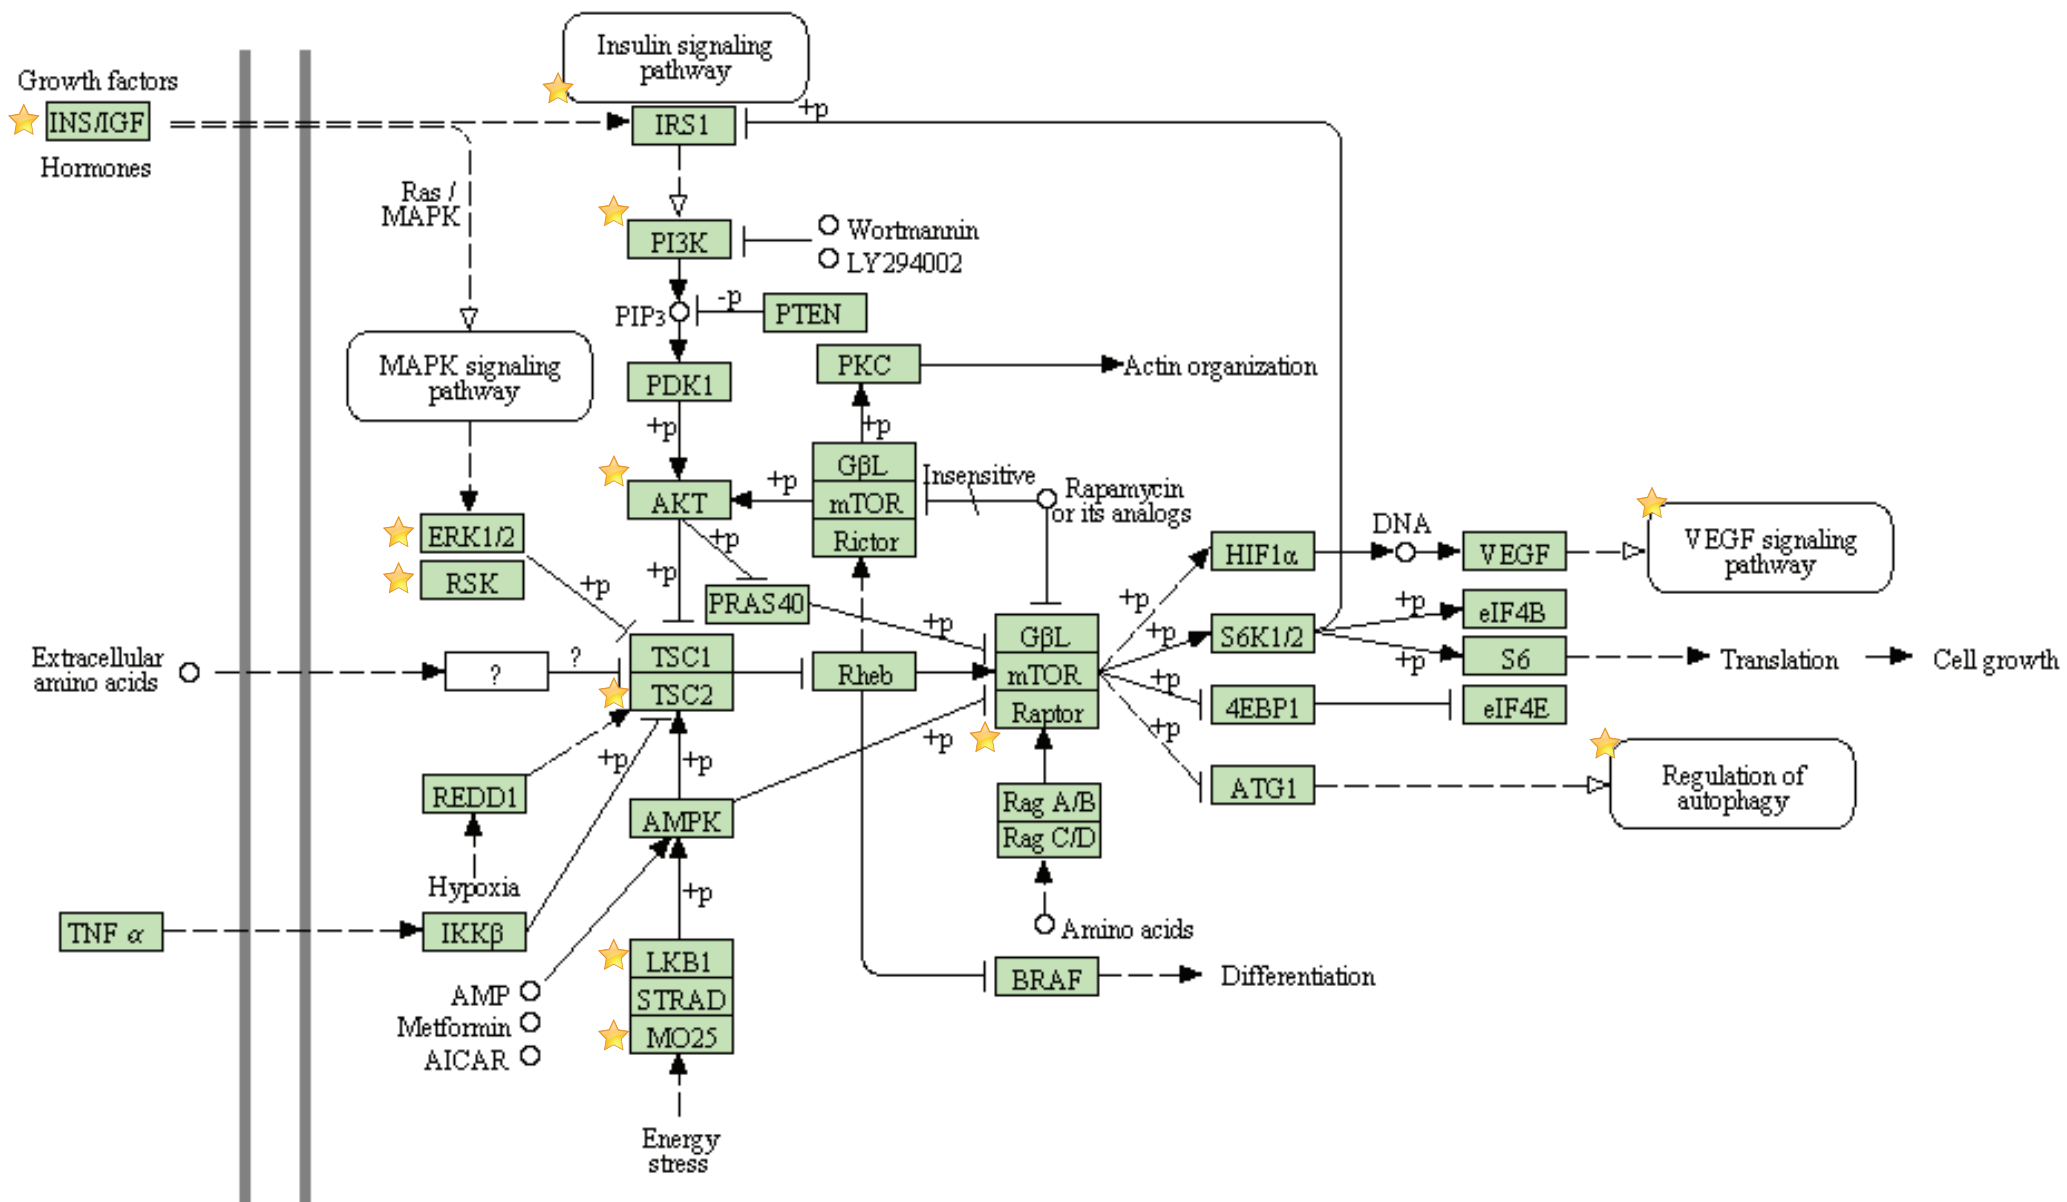 Insulin signaling
pathway
Growth factors
INS/IGF
Hormones
IRS1
+p
Ras /
MAPK
PI3K
Wortmannin
LY294002
PIP3
-p
PTEN
MAPK signaling
pathway
PDK1
PKC
Actin organization
+p
+p
GβL
mTOR
Rictor
AKT
+p
Insensitive
Rapamycin
or its analogs
ERK1/2
RSK
+p
+p
+p
PRAS40
+p
HIF1α
DNA
VEGF
VEGF signaling
pathway
Extracellular
amino acids
?
?
TSC1
TSC2
Rheb
GβL
mTOR
Raptor
+p
+p
+p
+p
S6K1/2
+p
+p
eIF4B
S6
Translation
Cell growth
4EBP1
eIF4E
REDD1
+p
+p
+p
AMPK
Rag A/B
Rag C/D
ATG1
Regulation of
autophagy
Hypoxia
+p
TNF α
IKKβ
Amino acids
LKB1
STRAD
MO25
BRAF
Differentiation
AMP
Metformin
AICAR
Energy
stress